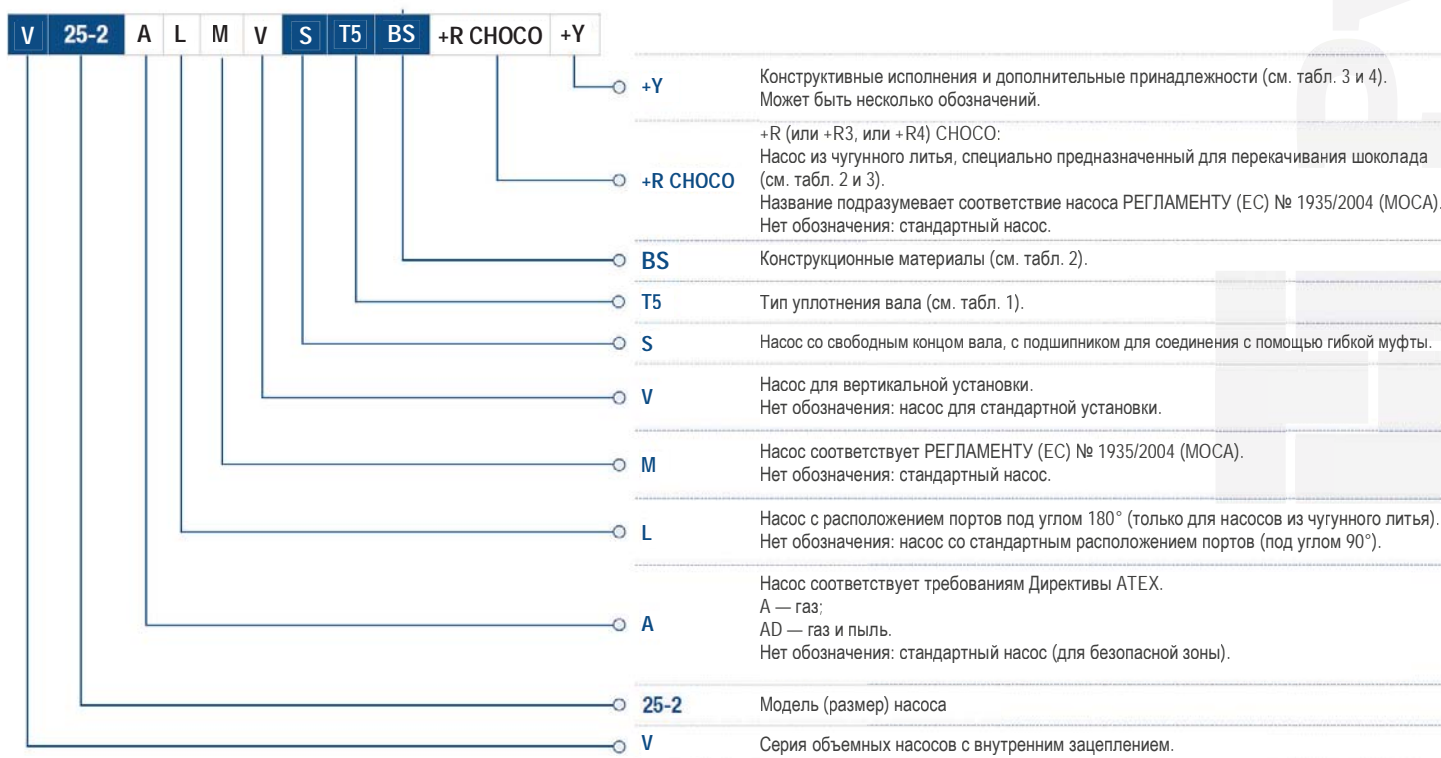 V 25-2 A L M V S T5 BS +R CHOCO +Y
+Y
Конструктивные исполнения и дополнительные принадлежности (см. табл. 3 и 4).
Может быть несколько обозначений.
+R CHOCO
+R (или +R3, или +R4) CHOCO:
Насос из чугунного литья, специально предназначенный для перекачивания шоколада
(см. табл. 2 и 3).
Название подразумевает соответствие насоса РЕГЛАМЕНТУ (ЕС) № 1935/2004 (MOCA).
Нет обозначения: стандартный насос.
BS
Конструкционные материалы (см. табл. 2).
T5
Тип уплотнения вала (см. табл. 1).
S
Насос со свободным концом вала, с подшипником для соединения с помощью гибкой муфты.
V
Насос для вертикальной установки.
Нет обозначения: насос для стандартной установки.
M
Насос соответствует РЕГЛАМЕНТУ (ЕС) № 1935/2004 (MOCA).
Нет обозначения: стандартный насос.
L
Насос с расположением портов под углом 180° (только для насосов из чугунного литья).
Нет обозначения: насос со стандартным расположением портов (под углом 90°).
A
Насос соответствует требованиям Директивы ATEX.
A — газ;
AD — газ и пыль.
Нет обозначения: стандартный насос (для безопасной зоны).
25-2
Модель (размер) насоса
V
Серия объемных насосов с внутренним зацеплением.